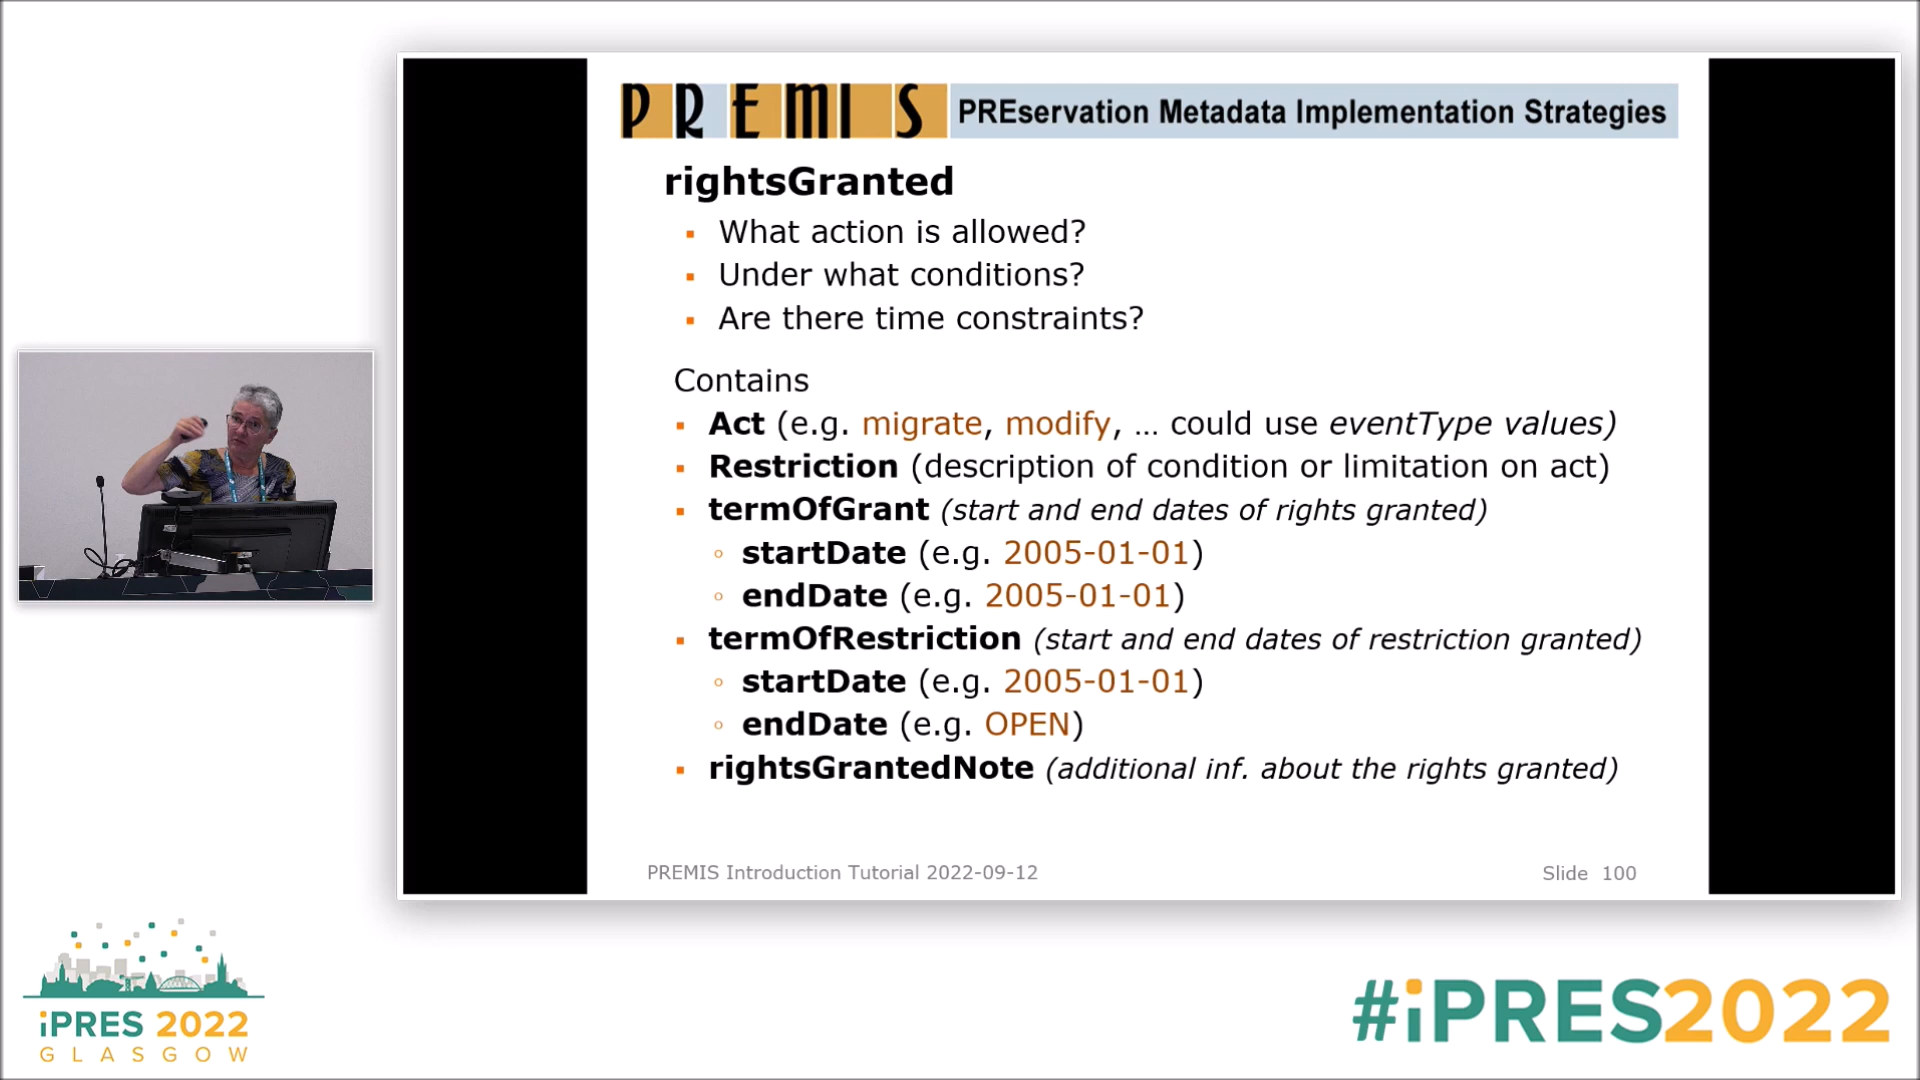 PREMIS PREservation Metadata Implementation Strategies
rightsGranted
▪ What action is allowed?
▪ Under what conditions?
▪ Are there time constraints?
Contains
▪ Act (e.g. migrate, modify, … could use eventType values)
▪ Restriction (description of condition or limitation on act)
▪ termOfGrant (start and end dates of rights granted)
◦ startDate (e.g. 2005-01-01)
◦ endDate (e.g. 2005-01-01)
▪ termOfRestriction (start and end dates of restriction granted)
◦ startDate (e.g. 2005-01-01)
◦ endDate (e.g. OPEN)
▪ rightsGrantedNote (additional inf. about the rights granted)
PREMIS Introduction Tutorial 2022-09-12
Slide 100
iPRES 2022
GLASGOW
#iPRES2022